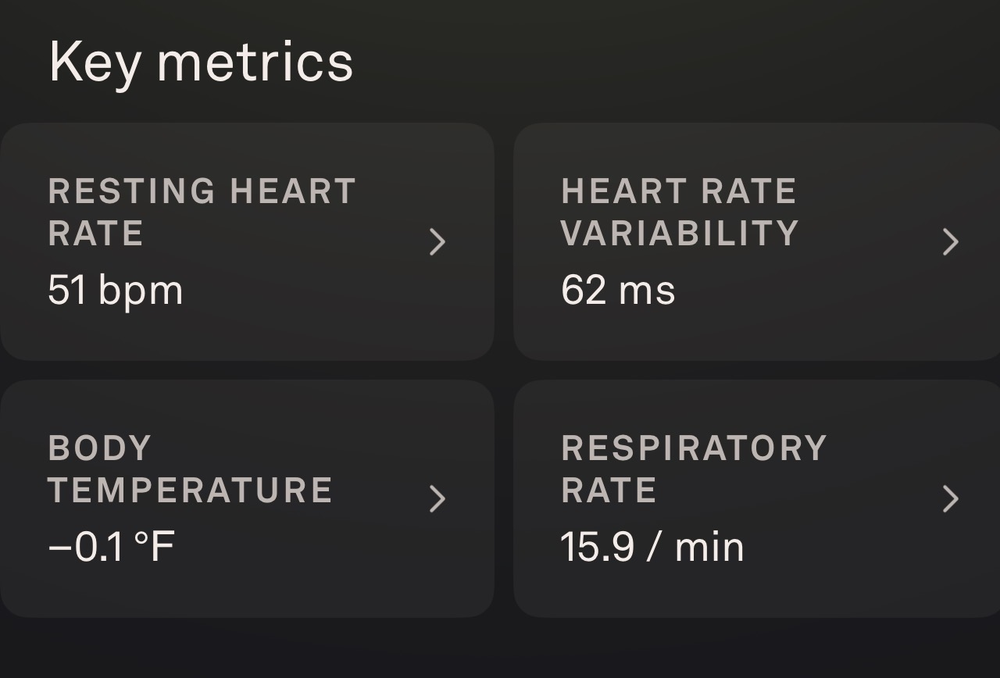 Key metrics
RESTING HEART
RATE
51 bpm
HEART RATE
VARIABILITY
62 ms
BODY
TEMPERATURE
−0.1 °F
RESPIRATORY
RATE
15.9 / min